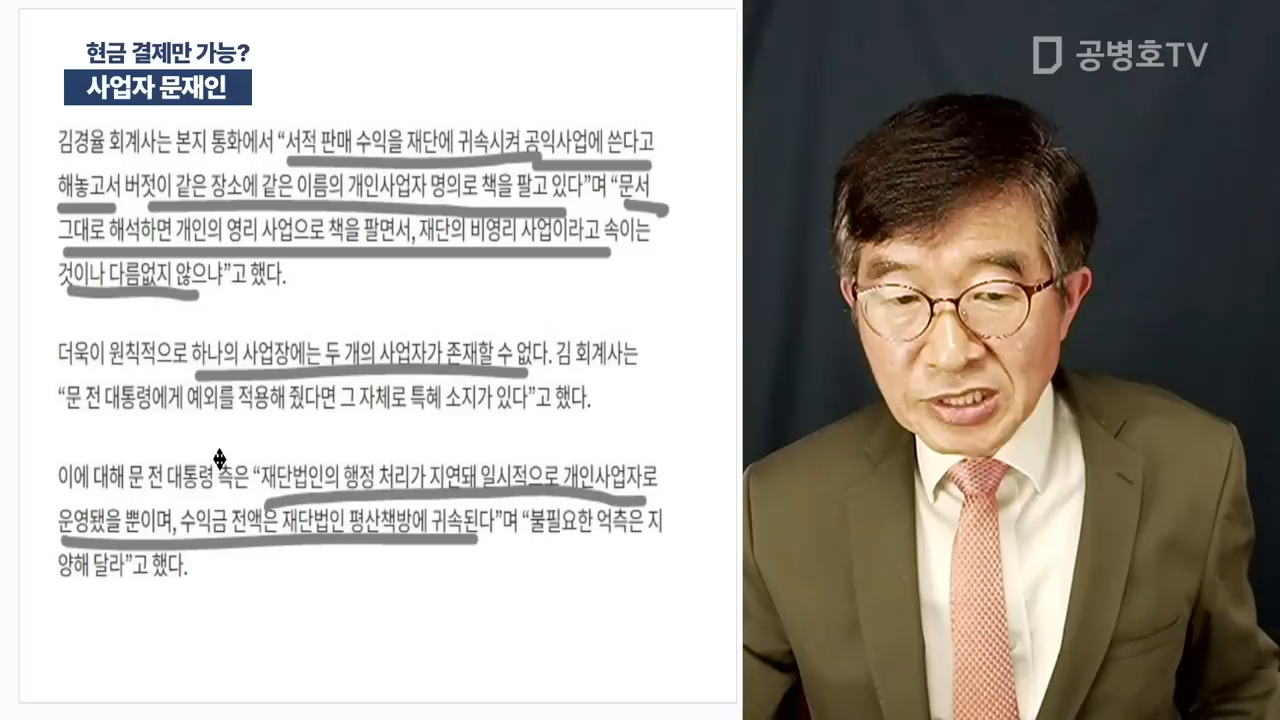 현금 결제만 가능?
사업자 문재인
공병호TV
김경율 회계사는 본지 통화에서 “서적 판매 수익을 재단에 귀속시켜 공익사업에 쓴다고
해놓고서 버젓이 같은 장소에 같은 이름의 개인사업자 명의로 책을 팔고 있다”며 “문서
그대로 해석하면 개인의 영리 사업으로 책을 팔면서, 재단의 비영리 사업이라고 속이는
것이나 다름없지 않으냐”고 했다.
더욱이 원칙적으로 하나의 사업장에는 두 개의 사업자가 존재할 수 없다. 김 회계사는
“문 전 대통령에게 예외를 적용해 줬다면 그 자체로 특혜 소지가 있다”고 했다.
이에 대해 문 전 대통령 측은 “재단법인의 행정 처리가 지연돼 일시적으로 개인사업자로
운영됐을 뿐이며, 수익금 전액은 재단법인 평산책방에 귀속된다”며 “불필요한 억측은 지
양해 달라”고 했다.